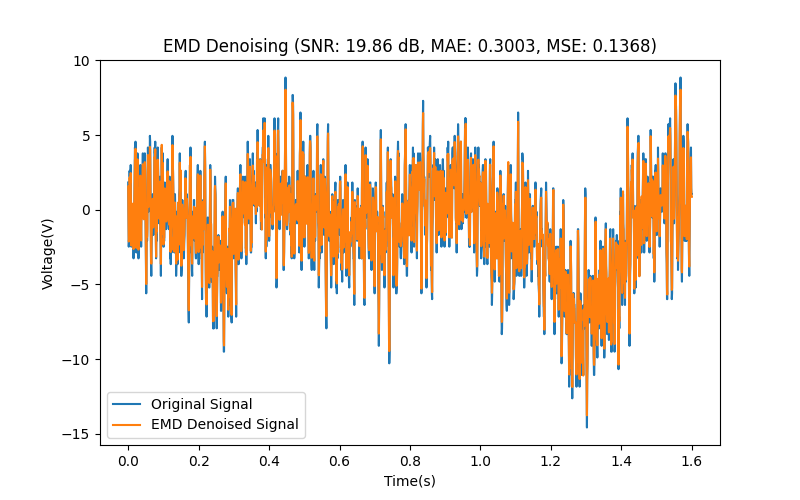 EMD Denoising (SNR: 19.86 dB, MAE: 0.3003, MSE: 0.1368)
10
5
0
−5
−10
−15
Voltage(V)
Original Signal
EMD Denoised Signal
0.0 0.2 0.4 0.6 0.8 1.0 1.2 1.4 1.6
Time(s)